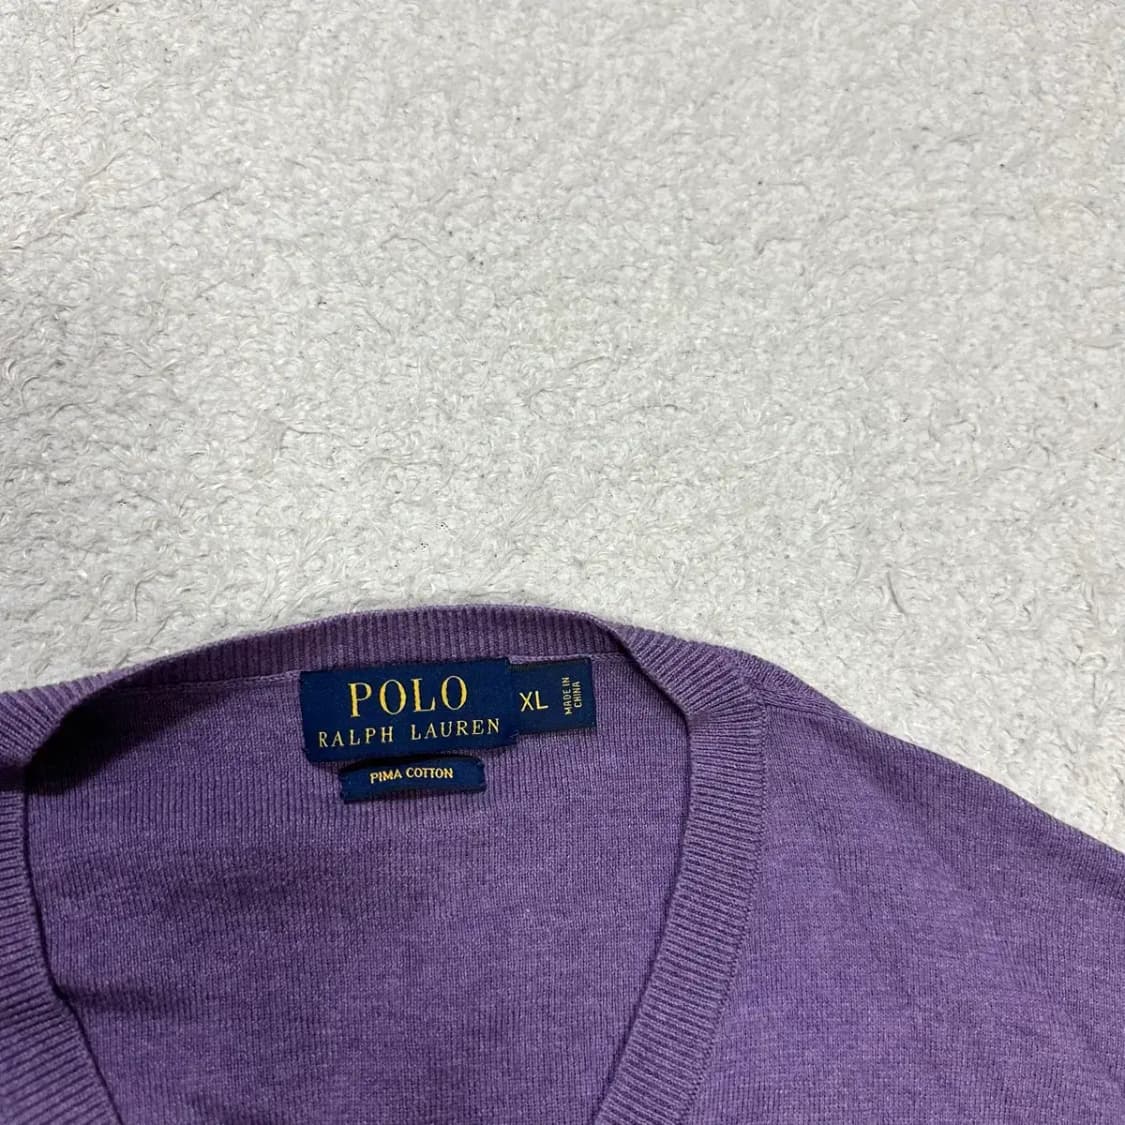 POLO
RALPH LAUREN
XL
MADE IN
CHINA
PIMA COTTON